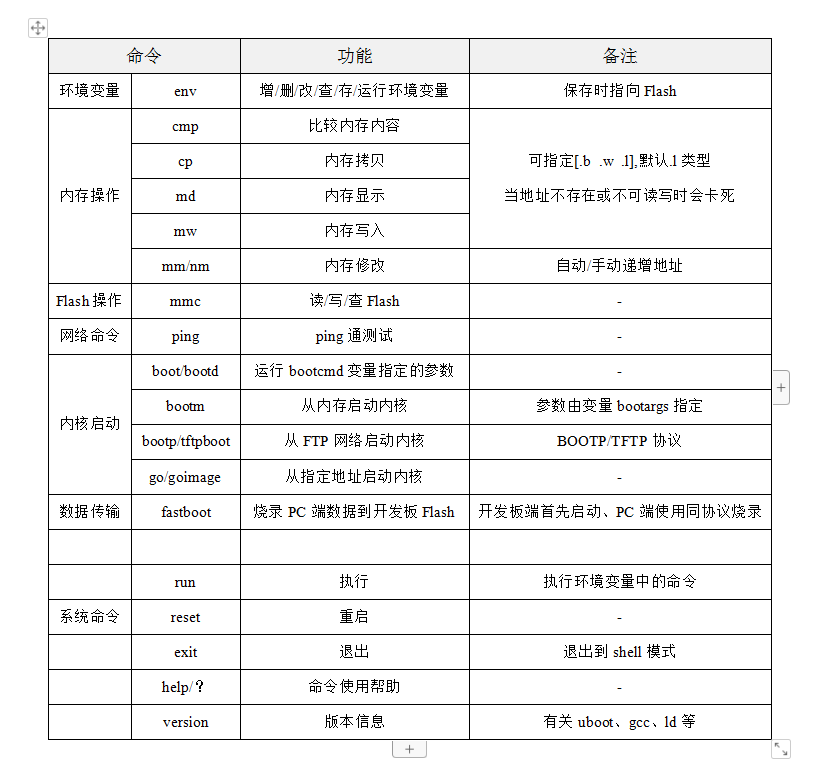 命令 功能 备注
环境变量 env 增/删/改/查/存/运行环境变量 保存时指向 Flash
内存操作 cmp 比较内存内容 可指定[.b .w .l],默认.l 类型
当地址不存在或不可读写时会卡死
cp 内存拷贝
md 内存显示
mw 内存写入
mm/nm 内存修改 自动/手动递增地址
Flash 操作 mmc 读/写/查 Flash -
网络命令 ping ping 通测试 -
内核启动 boot/bootd 运行 bootcmd 变量指定的参数 -
bootm 从内存启动内核 参数由变量 bootargs 指定
bootp/tftpboot 从 FTP 网络启动内核 BOOTP/TFTP 协议
go/goimage 从指定地址启动内核 -
数据传输 fastboot 烧录 PC 端数据到开发板 Flash 开发板端首先启动、PC 端使用同协议烧录
run 执行 执行环境变量中的命令
系统命令 reset 重启 -
exit 退出 退出到 shell 模式
help/？ 命令使用帮助 -
version 版本信息 有关 uboot、gcc、ld 等